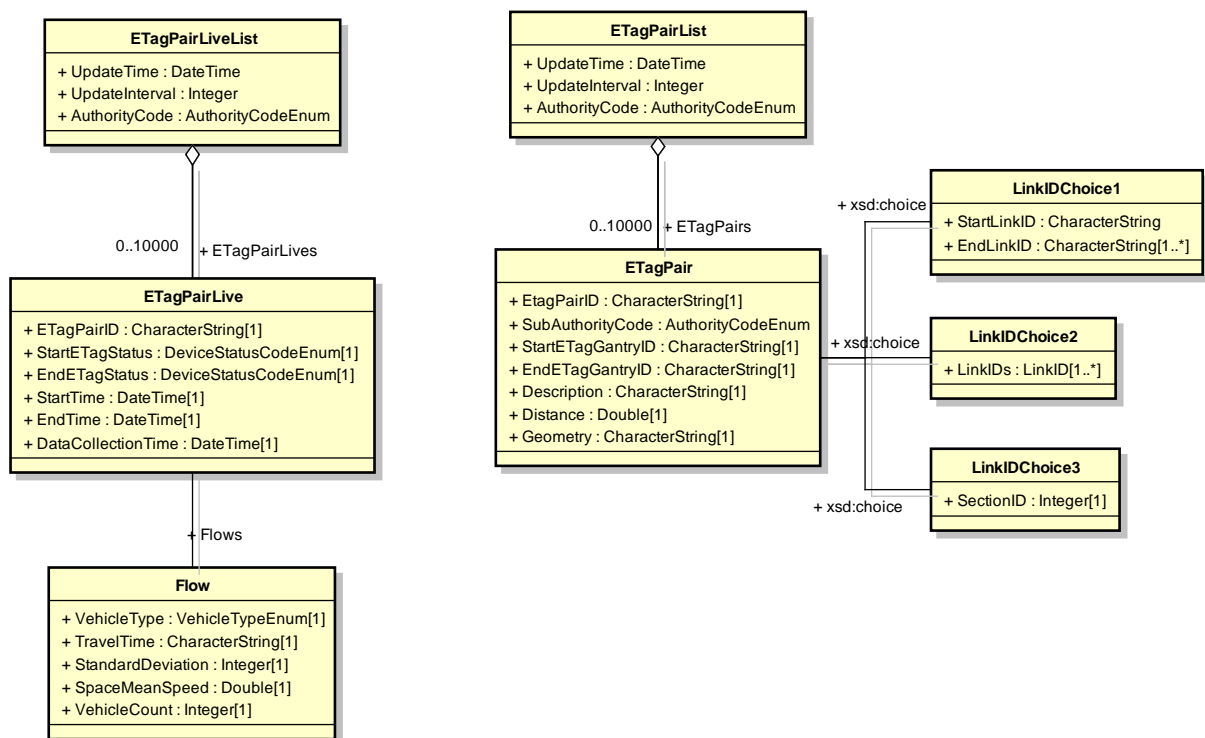 ETagPairLiveList
+ UpdateTime : DateTime
+ UpdateInterval : Integer
+ AuthorityCode : AuthorityCodeEnum
0..10000
+ ETagPairLives
ETagPairLive
+ ETagPairID : CharacterString[1]
+ StartETagStatus : DeviceStatusCodeEnum[1]
+ EndETagStatus : DeviceStatusCodeEnum[1]
+ StartTime : DateTime[1]
+ EndTime : DateTime[1]
+ DataCollectionTime : DateTime[1]
+ Flows
Flow
+ VehicleType : VehicleTypeEnum[1]
+ TravelTime : CharacterString[1]
+ StandardDeviation : Integer[1]
+ SpaceMeanSpeed : Double[1]
+ VehicleCount : Integer[1]
ETagPairList
+ UpdateTime : DateTime
+ UpdateInterval : Integer
+ AuthorityCode : AuthorityCodeEnum
0..10000
+ ETagPairs
ETagPair
+ EtagPairID : CharacterString[1]
+ SubAuthorityCode : AuthorityCodeEnum
+ StartETagGantryID : CharacterString[1]
+ EndETagGantryID : CharacterString[1]
+ Description : CharacterString[1]
+ Distance : Double[1]
+ Geometry : CharacterString[1]
+ xsd:choice
LinkIDChoice1
+ StartLinkID : CharacterString
+ EndLinkID : CharacterString[1..*]
+ xsd:choice
LinkIDChoice2
+ LinkIDs : LinkID[1..*]
+ xsd:choice
LinkIDChoice3
+ SectionID : Integer[1]